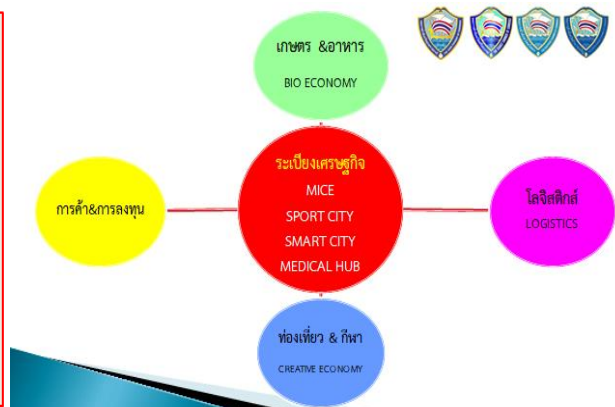 เกษตร &อาหาร
BIO ECONOMY
การค้า&การลงทุน
ระเบียงเศรษฐกิจ
MICE
SPORT CITY
SMART CITY
MEDICAL HUB
โลจิสติกส์
LOGISTICS
ท่องเที่ยว & กีฬา
CREATIVE ECONOMY